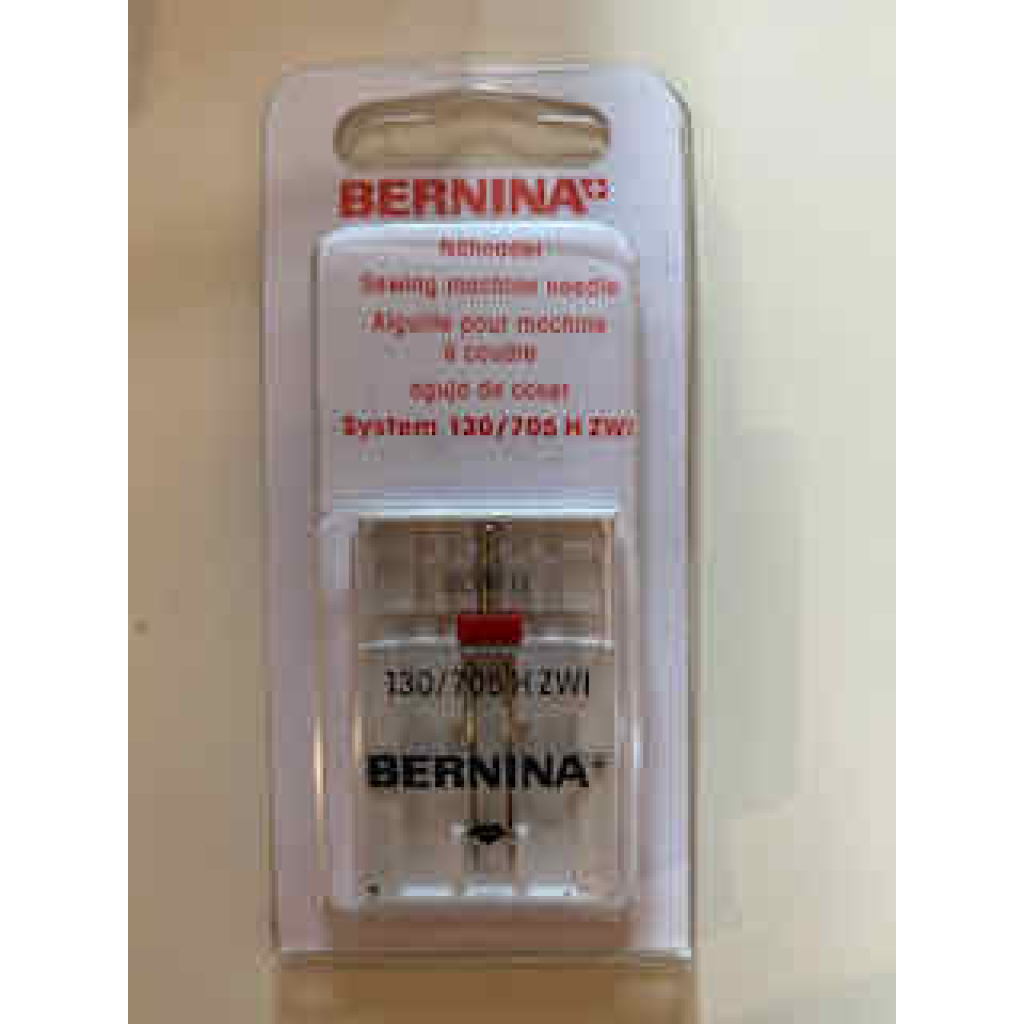 BERNINA+
Nähnadel
Sewing machine needle
Aiguille pour machine
à coudre
aguja de coser
System 130/705 H ZWI
130/705 H ZWI
BERNINA+